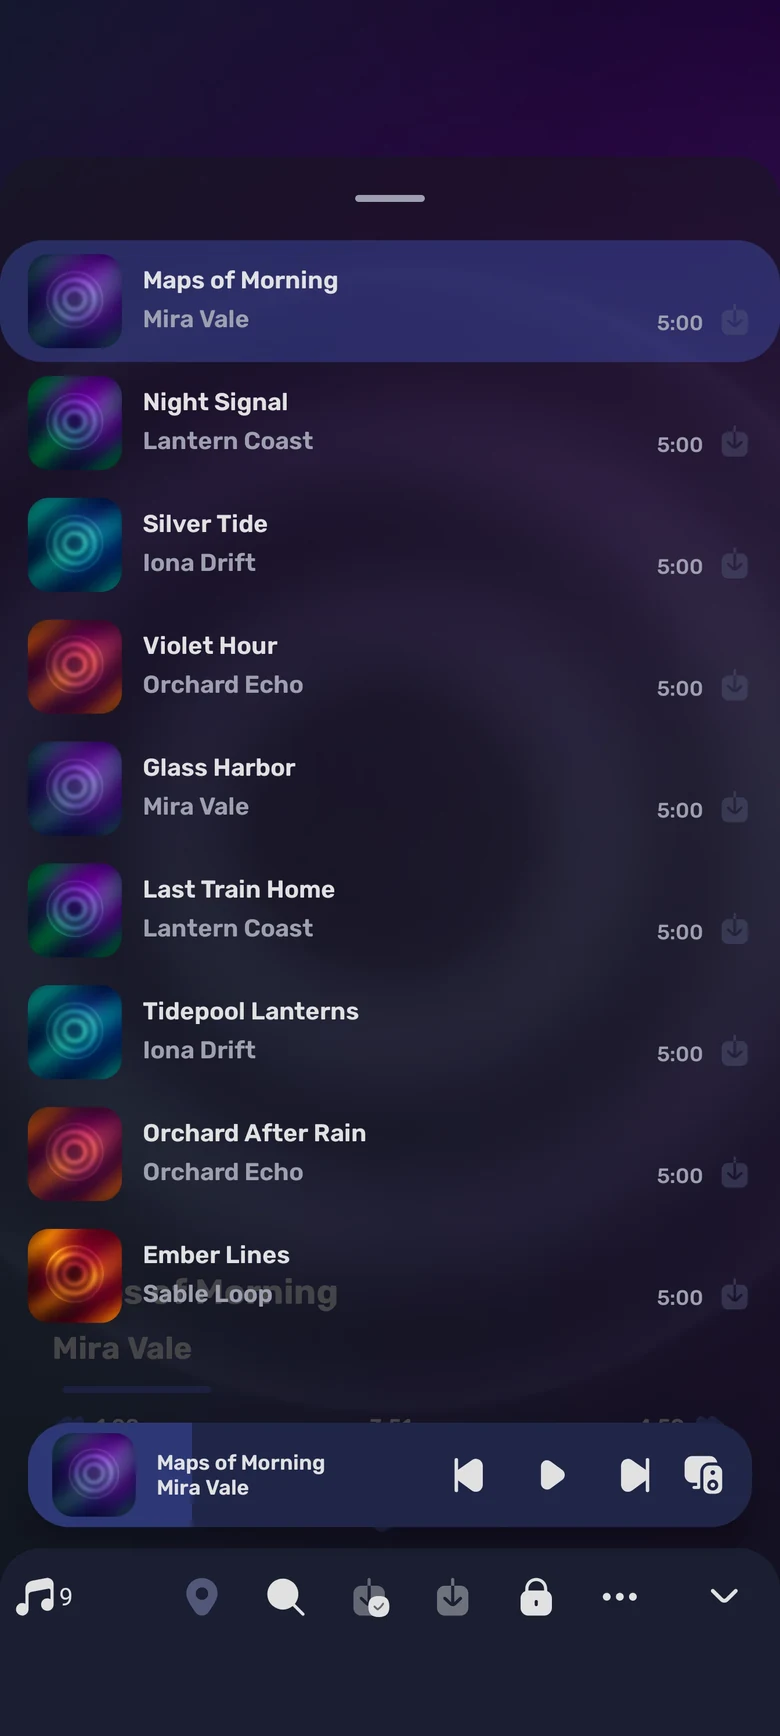 Maps of Morning
Mira Vale
5:00
Night Signal
Lantern Coast
5:00
Silver Tide
Iona Drift
5:00
Violet Hour
Orchard Echo
5:00
Glass Harbor
Mira Vale
5:00
Last Train Home
Lantern Coast
5:00
Tidepool Lanterns
Iona Drift
5:00
Orchard After Rain
Orchard Echo
5:00
Ember Lines
Sable Loop
5:00
s of Morning
Mira Vale
Maps of Morning
Mira Vale
9